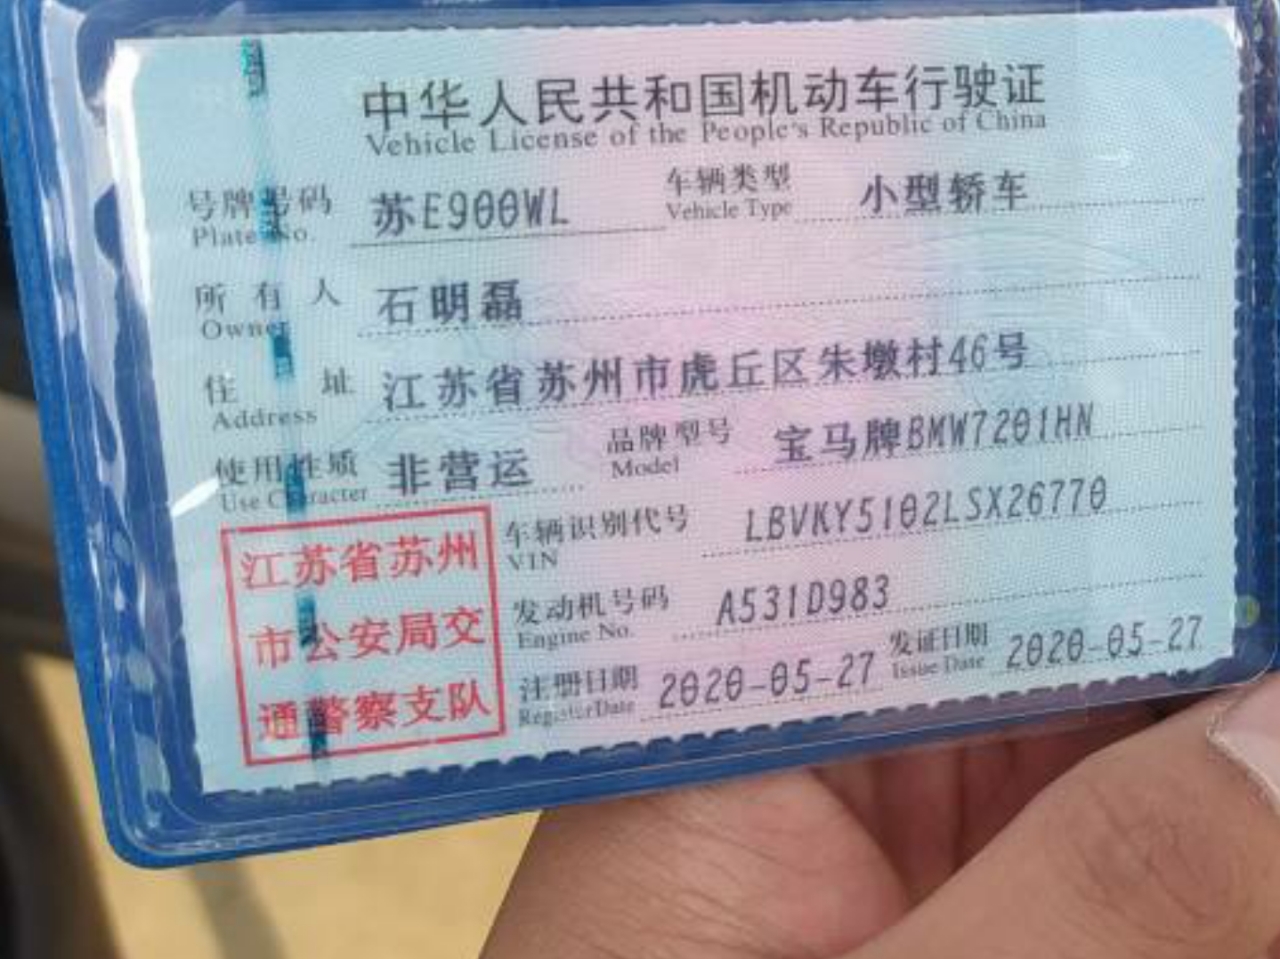 中华人民共和国机动车行驶证
Vehicle License of the People's Republic of China
号牌号码 苏E900WL 车辆类型 小型轿车
Plate No. Vehicle Type
所有人 石明磊
Owner
住址 江苏省苏州市虎丘区朱墩村46号
Address
使用性质 非营运 品牌型号 宝马牌BMW7201HN
Use Character Model
车辆识别代号 LBVKY5102LSX26770
VIN
发动机号码 A531D983
Engine No.
注册日期 2020-05-27 发证日期 2020-05-27
Register Date Issue Date
江苏省苏州
市公安局交
通警察支队